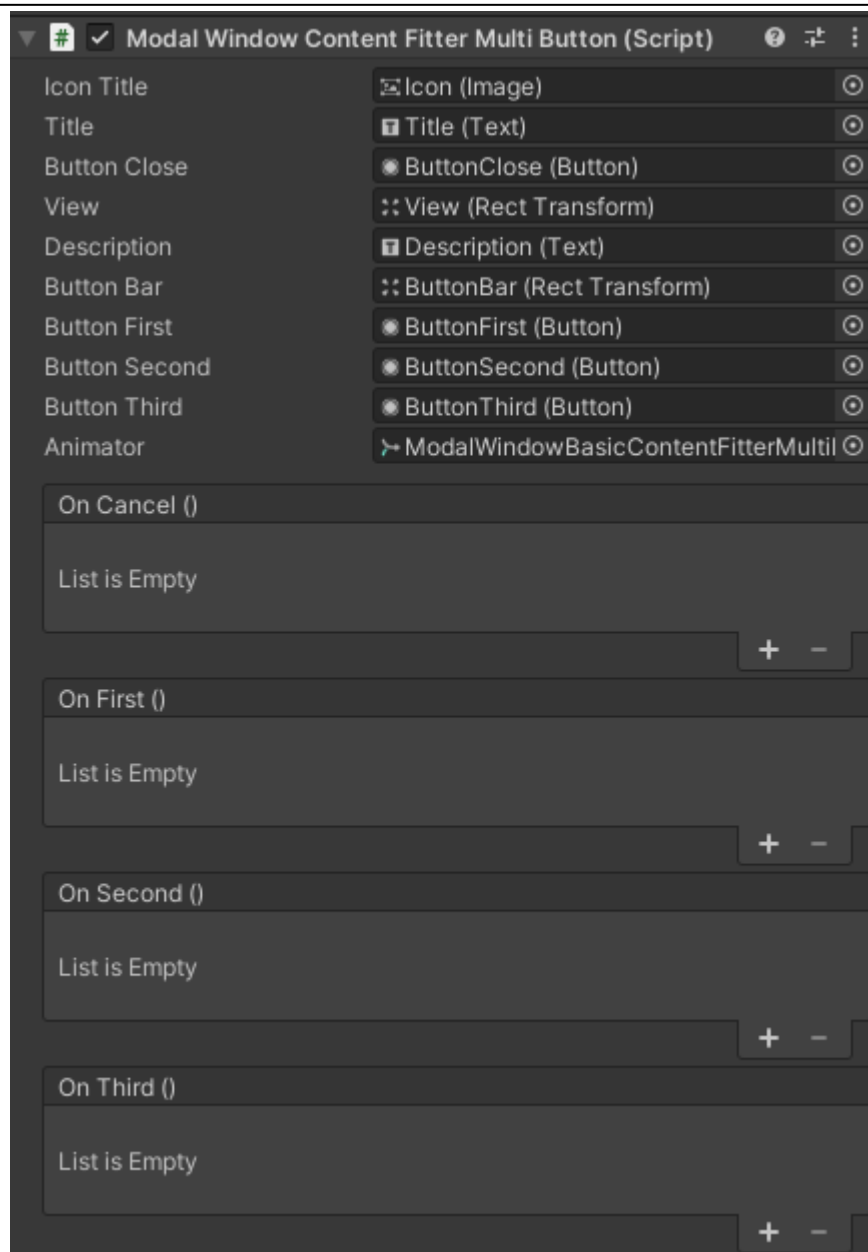 # Modal Window Content Fitter Multi Button (Script)
Icon Title Icon (Image)
Title Title (Text)
Button Close ButtonClose (Button)
View View (Rect Transform)
Description Description (Text)
Button Bar ButtonBar (Rect Transform)
Button First ButtonFirst (Button)
Button Second ButtonSecond (Button)
Button Third ButtonThird (Button)
Animator ModalWindowBasicContentFitterMultiI
On Cancel ()
List is Empty
+ −
On First ()
List is Empty
+ −
On Second ()
List is Empty
+ −
On Third ()
List is Empty
+ −